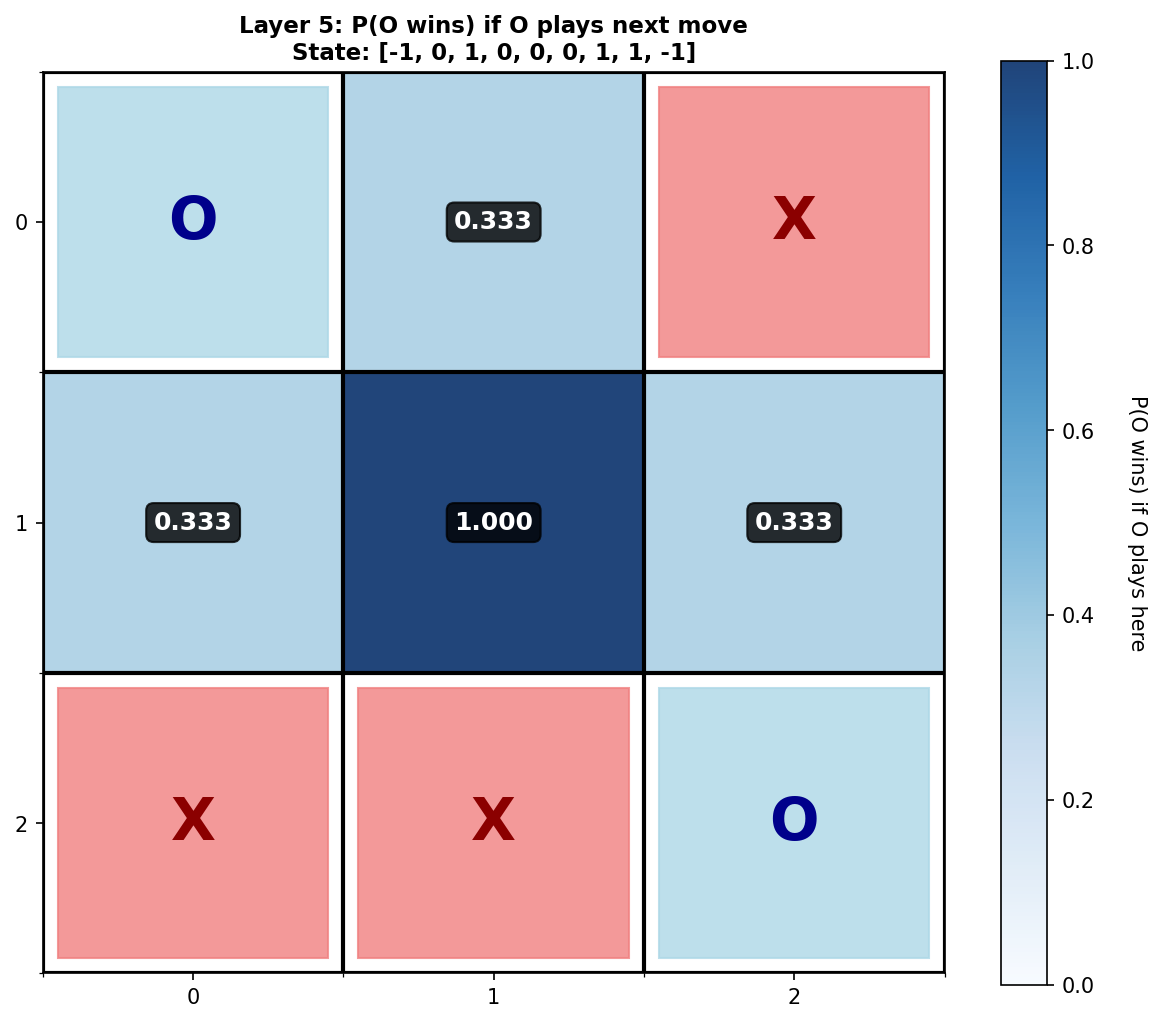 Layer 5: P(O wins) if O plays next move
State: [-1, 0, 1, 0, 0, 0, 1, 1, -1]
0 O 0.333 X
1 0.333 1.000 0.333
2 X X O
0 1 2
1.0
0.8
0.6
0.4
0.2
0.0
P(O wins) if O plays here